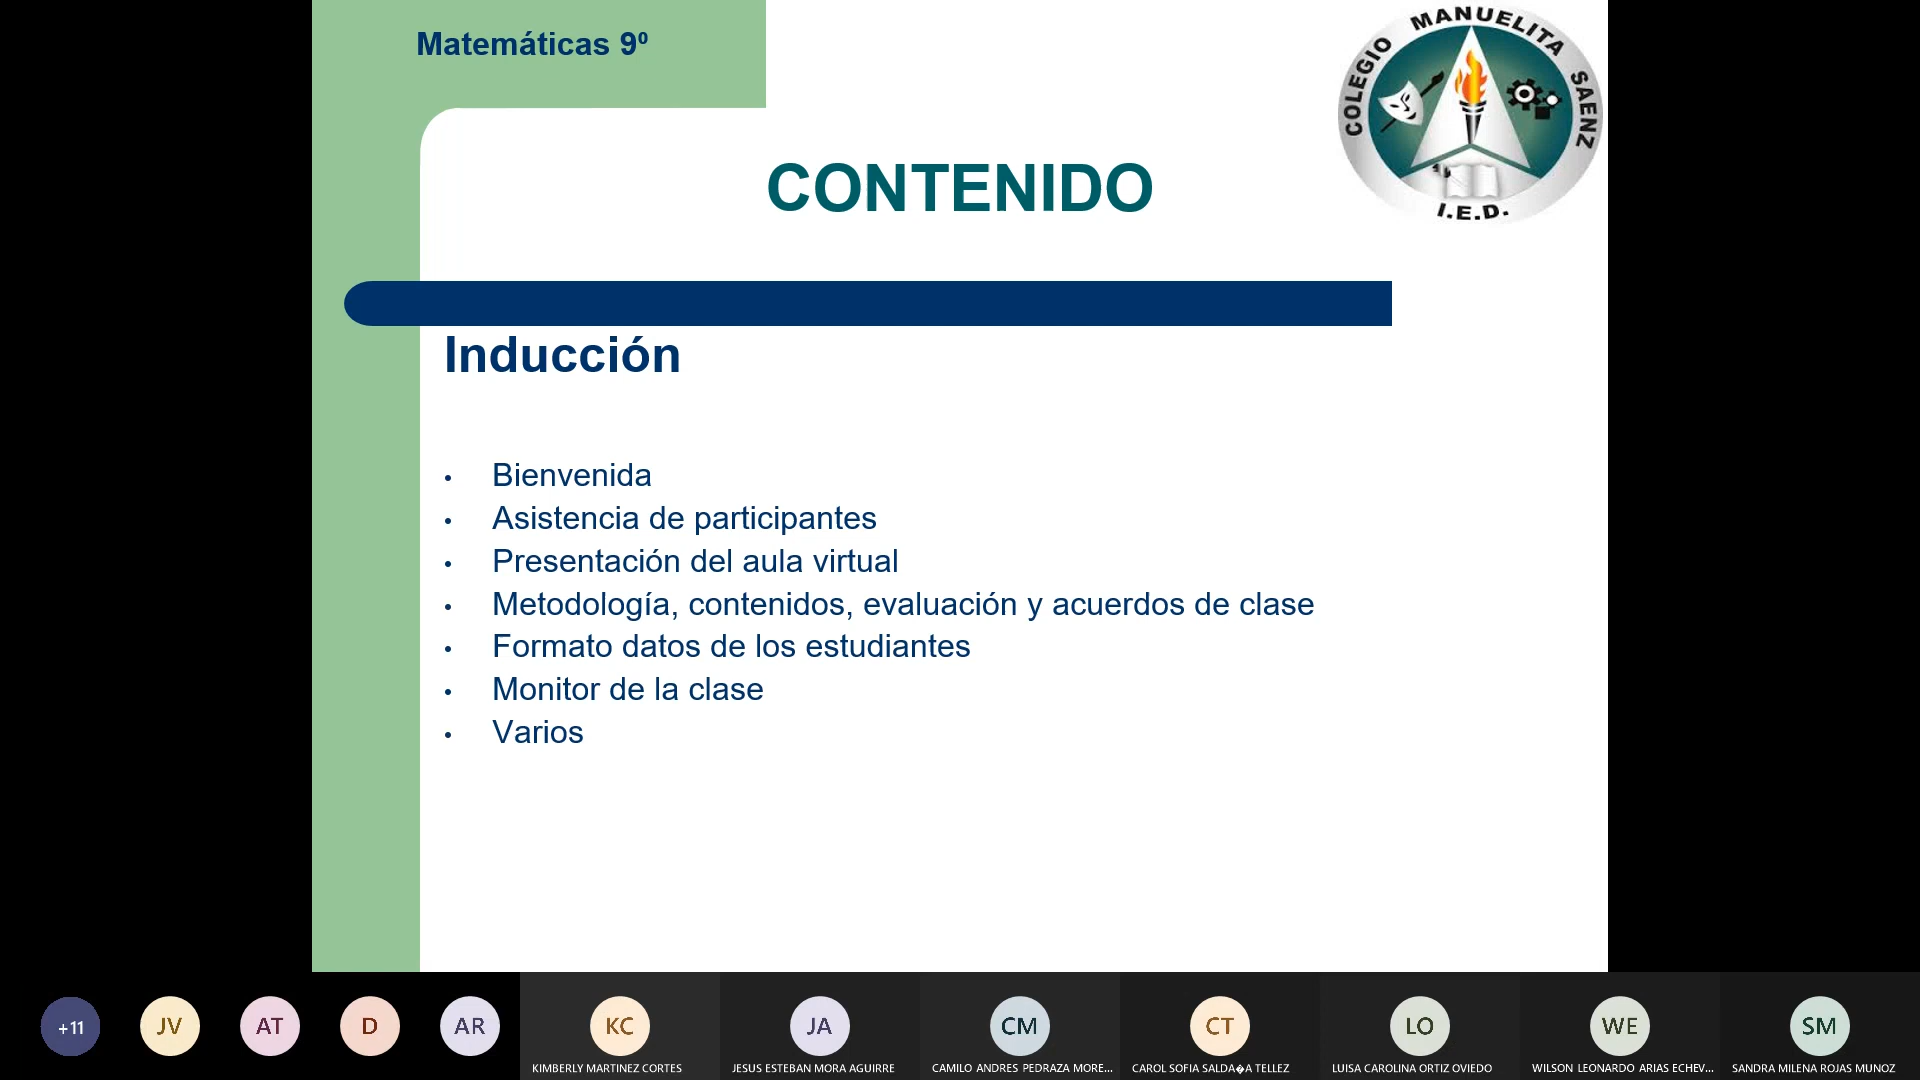 Matemáticas 9º
COLEGIO MANUELITA SAENZ
I.E.D.
CONTENIDO
Inducción
• Bienvenida
• Asistencia de participantes
• Presentación del aula virtual
• Metodología, contenidos, evaluación y acuerdos de clase
• Formato datos de los estudiantes
• Monitor de la clase
• Varios
+11
JV
AT
D
AR
KC
JA
CM
CT
LO
WE
SM
KIMBERLY MARTINEZ CORTES
JESUS ESTEBAN MORA AGUIRRE
CAMILO ANDRES PEDRAZA MORE...
CAROL SOFIA SALDA�A TELLEZ
LUISA CAROLINA ORTIZ OVIEDO
WILSON LEONARDO ARIAS ECHEV...
SANDRA MILENA ROJAS MUNOZ